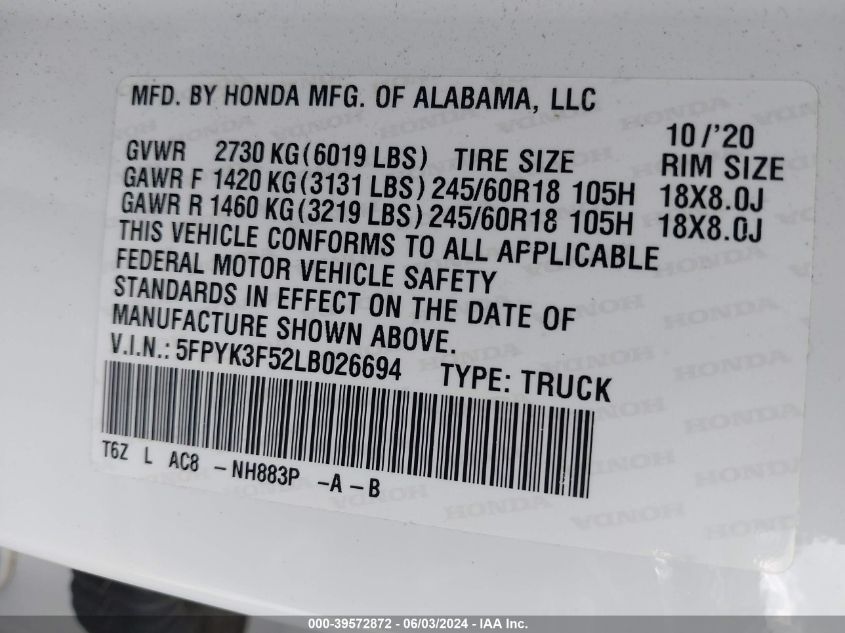 MFD. BY HONDA MFG. OF ALABAMA, LLC
10/'20
GVWR 2730 KG(6019 LBS) TIRE SIZE RIM SIZE
GAWR F 1420 KG(3131 LBS) 245/60R18 105H 18X8.0J
GAWR R 1460 KG(3219 LBS) 245/60R18 105H 18X8.0J
THIS VEHICLE CONFORMS TO ALL APPLICABLE
FEDERAL MOTOR VEHICLE SAFETY
STANDARDS IN EFFECT ON THE DATE OF
MANUFACTURE SHOWN ABOVE.
V.I.N.: 5FPYK3F52LB026694 TYPE: TRUCK
T6Z L AC8 -NH883P -A -B
000-39572872 - 06/03/2024 - IAA Inc.